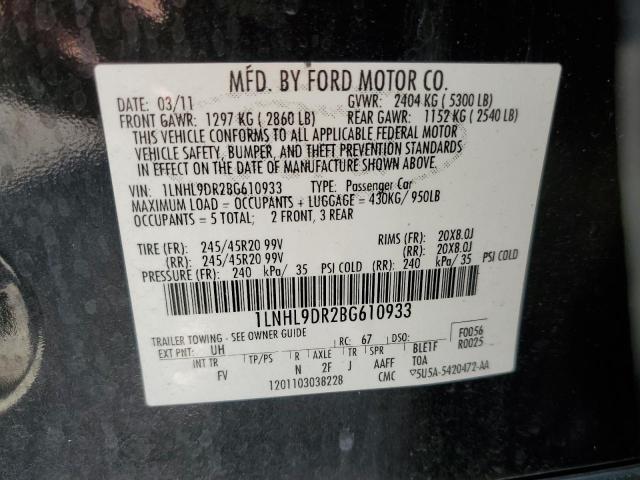 MFD. BY FORD MOTOR CO.
DATE: 03/11 GVWR: 2404 KG ( 5300 LB)
FRONT GAWR: 1297 KG ( 2860 LB) REAR GAWR: 1152 KG ( 2540 LB)
THIS VEHICLE CONFORMS TO ALL APPLICABLE FEDERAL MOTOR
VEHICLE SAFETY, BUMPER, AND THEFT PREVENTION STANDARDS
IN EFFECT ON THE DATE OF MANUFACTURE SHOWN ABOVE.
VIN: 1LNHL9DR2BG610933 TYPE: Passenger Car
MAXIMUM LOAD = OCCUPANTS + LUGGAGE = 430KG/ 950LB
OCCUPANTS = 5 TOTAL; 2 FRONT, 3 REAR
TIRE (FR): 245/45R20 99V RIMS (FR): 20X8.0J
(RR): 245/45R20 99V (RR): 20X8.0J
PRESSURE (FR): 240 kPa/ 35 PSI COLD (RR): 240 kPa/ 35 PSI COLD
1LNHL9DR2BG610933
TRAILER TOWING - SEE OWNER GUIDE
EXT PNT: UH RC: 67 DSO: F0056
INT TR TP/PS R AXLE TR SPR BLE1F R0025
FV N 2F J AAFF T0A
1201103038228 CMC ▽5U5A-5420472-AA